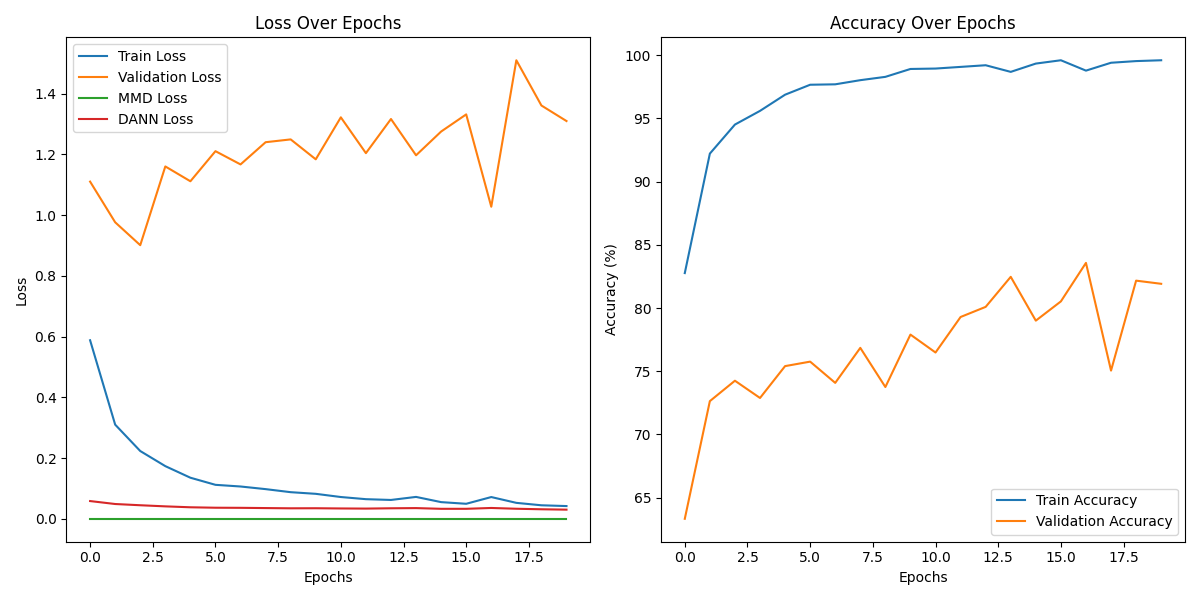 Loss Over Epochs
Train Loss
Validation Loss
MMD Loss
DANN Loss
1.4
1.2
1.0
0.8
0.6
0.4
0.2
0.0
Loss
0.0 2.5 5.0 7.5 10.0 12.5 15.0 17.5
Epochs
Accuracy Over Epochs
100
95
90
85
80
75
70
65
Accuracy (%)
Train Accuracy
Validation Accuracy
0.0 2.5 5.0 7.5 10.0 12.5 15.0 17.5
Epochs